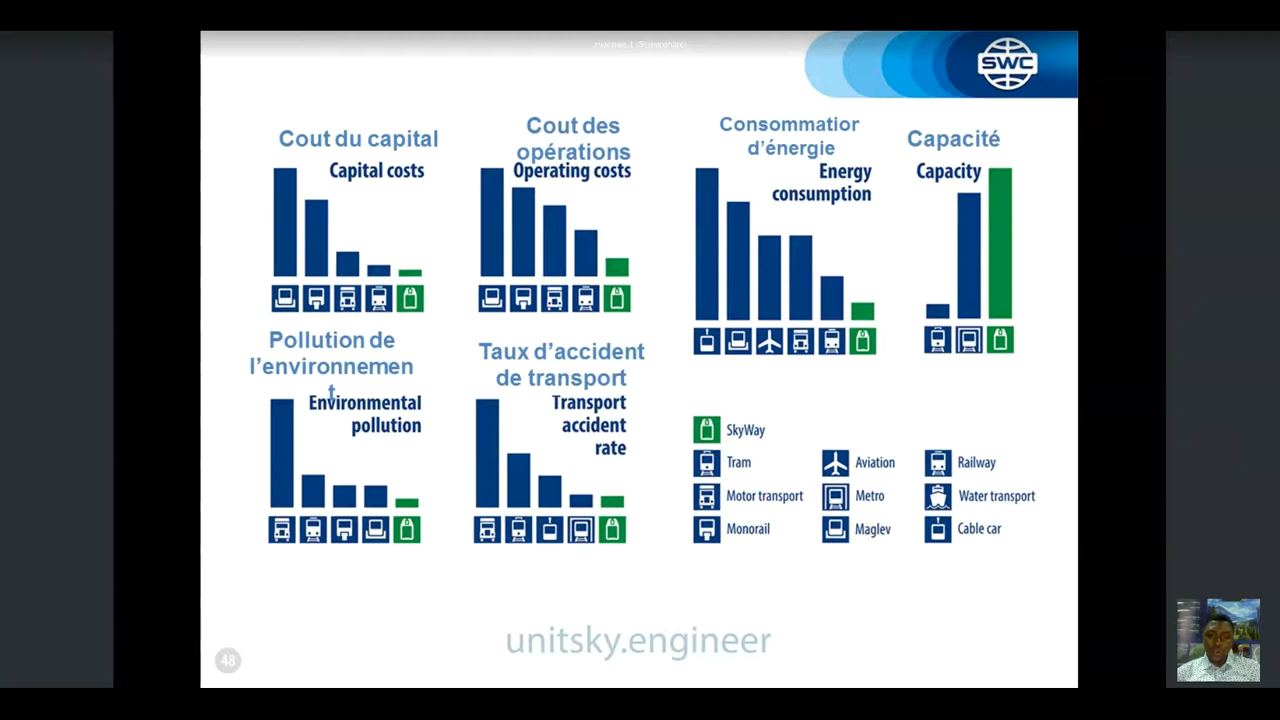 SWC
Cout du capital
Capital costs
Cout des
opérations
Operating costs
Consommatior
d'énergie
Energy
consumption
Capacité
Capacity
Pollution de
l'environnemen
t
Environmental
pollution
Taux d'accident
de transport
Transport
accident
rate
SkyWay
Tram
Aviation
Railway
Motor transport
Metro
Water transport
Monorail
Maglev
Cable car
unitsky.engineer
48